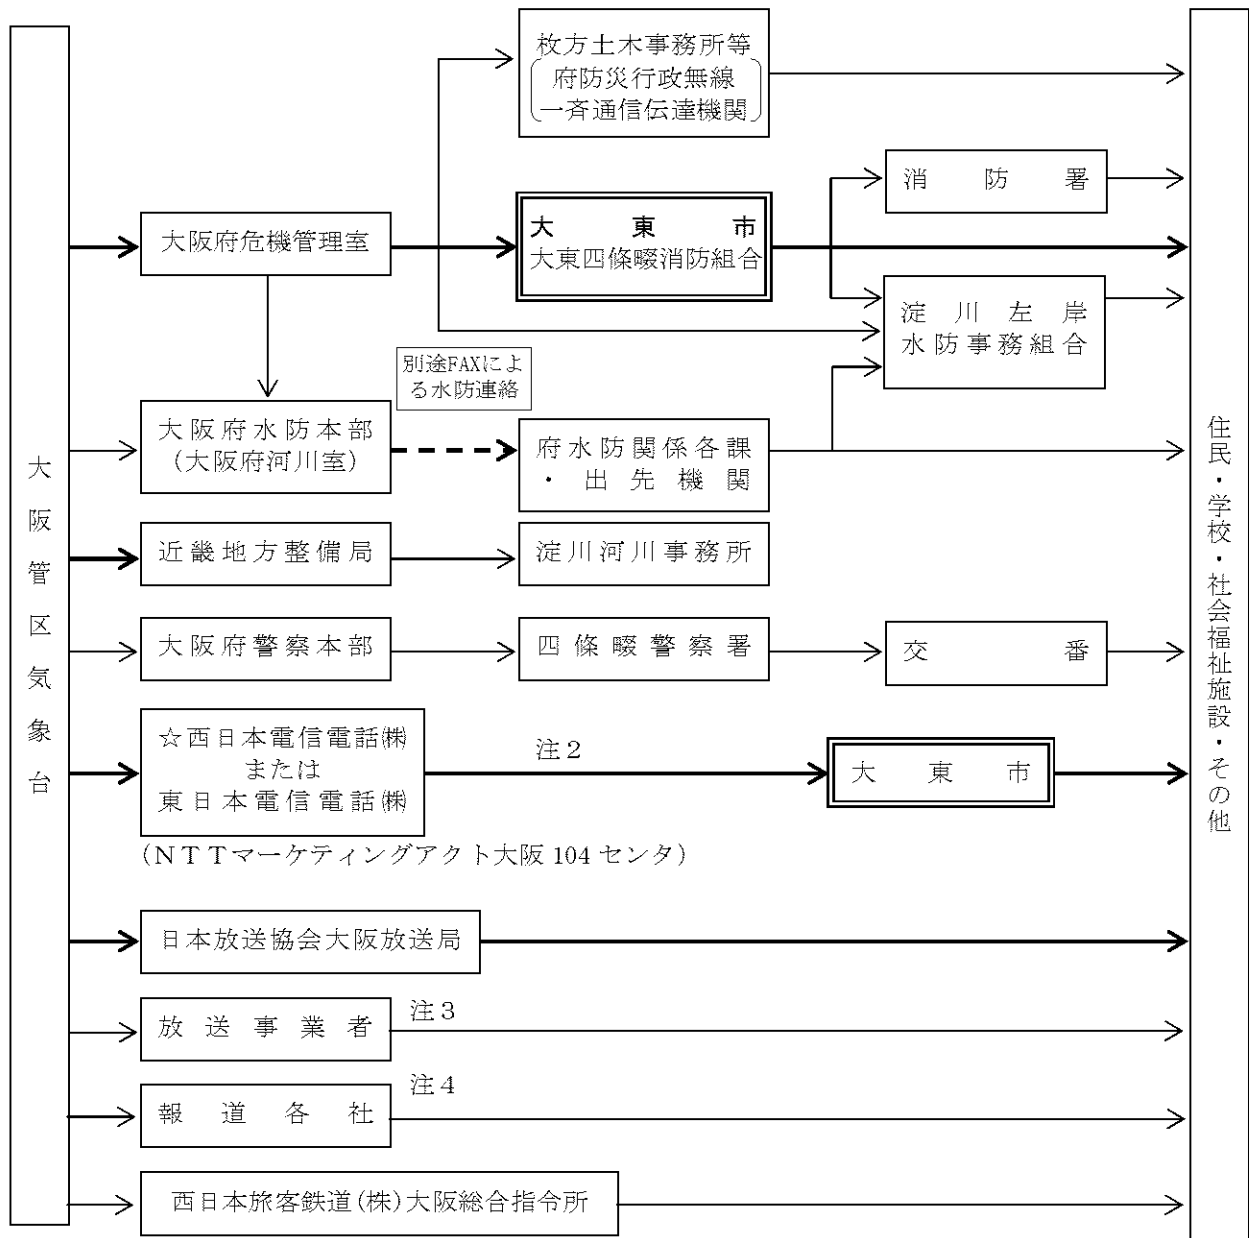 大阪管区気象台
枚方土木事務所等
府防災行政無線
一斉通信伝達機関
消防署
大阪府危機管理室
大東市
大東四條畷消防組合
淀川左岸
水防事務組合
別途FAXによ
る水防連絡
大阪府水防本部
（大阪府河川室）
府水防関係各課
・出先機関
近畿地方整備局
淀川河川事務所
大阪府警察本部
四條畷警察署
交番
☆西日本電信電話㈱
または
東日本電信電話㈱
注２
大東市
（ＮＴＴマーケティングアクト大阪 104 センタ）
日本放送協会大阪放送局
放送事業者
注３
報道各社
注４
西日本旅客鉄道(株)大阪総合指令所
住民・学校・社会福祉施設・その他